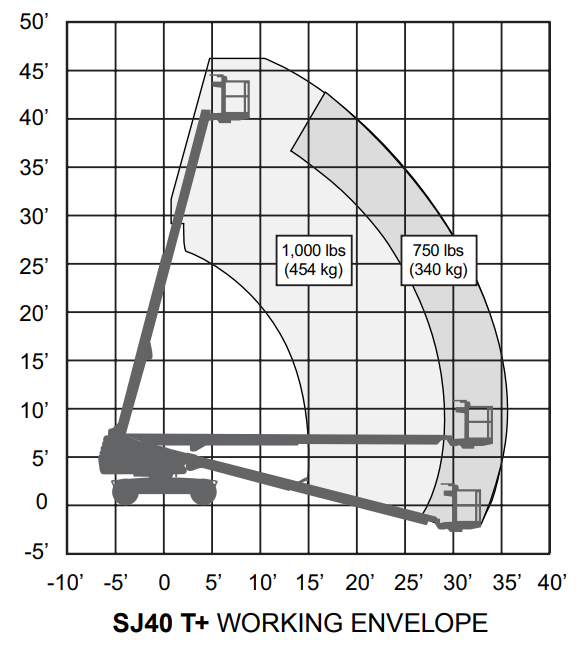 50’
45’
40’
35’
30’
25’
20’
15’
10’
5’
0
-5’
1,000 lbs
(454 kg)
750 lbs
(340 kg)
-10’ -5’ 0 5’ 10’ 15’ 20’ 25’ 30’ 35’ 40’
SJ40 T+ WORKING ENVELOPE